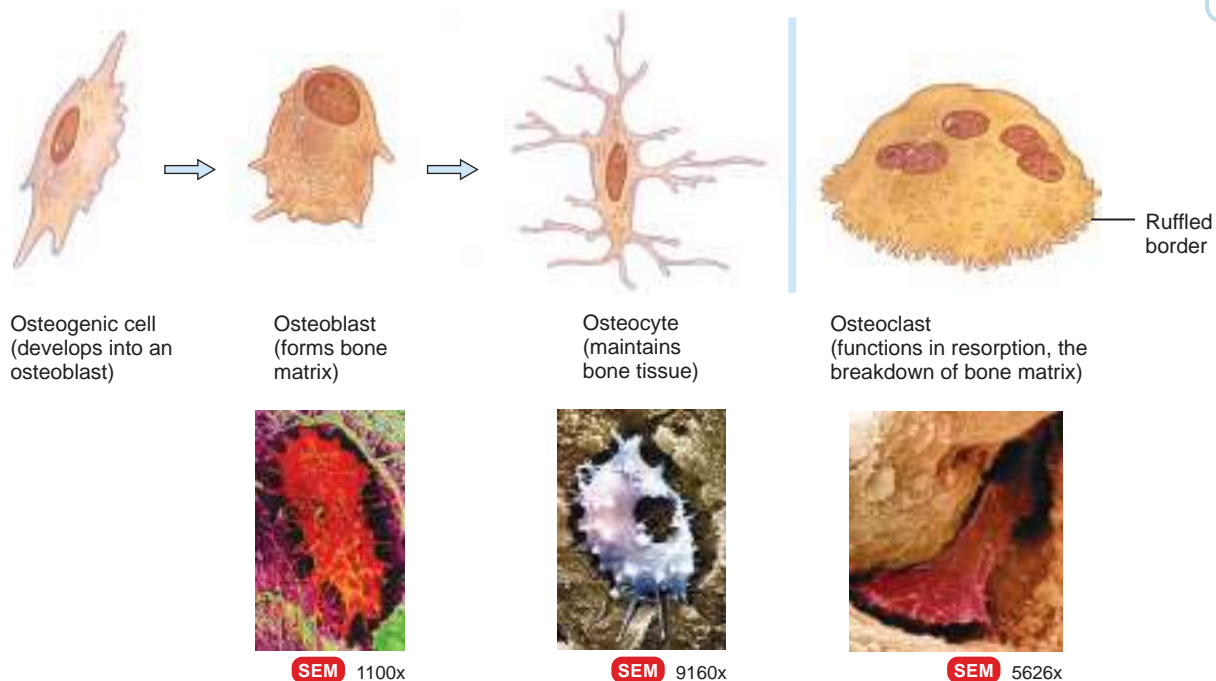 Ruffled
border
Osteogenic cell
(develops into an
osteoblast)
Osteoblast
(forms bone
matrix)
Osteocyte
(maintains
bone tissue)
Osteoclast
(functions in resorption, the
breakdown of bone matrix)
SEM 1100x
SEM 9160x
SEM 5626x